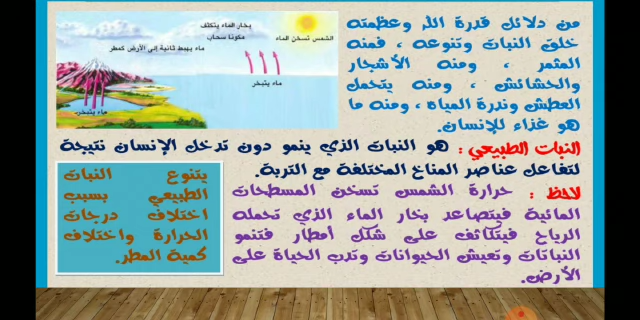 من دلائل قدرة الله وعظمته
خلق النبات وتنوعه ، فمنه
المثمر ، ومنه الأشجار
والحشائش ، ومنه يتحمل
العطش وندرة المياه ، ومنه ما
هو غذاء للإنسان.
بخار الماء يتكثف
مكونا سحاب
الشمس تسخن الماء
ماء يهبط ثانية إلى الأرض كمطر
ماء يتبخر
ماء يتبخر
النبات الطبيعي : هو النبات الذي ينمو دون تدخل الإنسان نتيجة
لتفاعل عناصر المناخ المختلفة مع التربة.
لاحظ : حرارة الشمس تسخن المسطحات
المائية فيتصاعد بخار الماء الذي تحمله
الرياح فيتكاثف على شكل أمطار فتنمو
النباتات وتعيش الحيوانات وتدب الحياة على
الأرض.
يتنوع النبات
الطبيعي بسبب
اختلاف درجات
الحرارة واختلاف
كمية المطر.